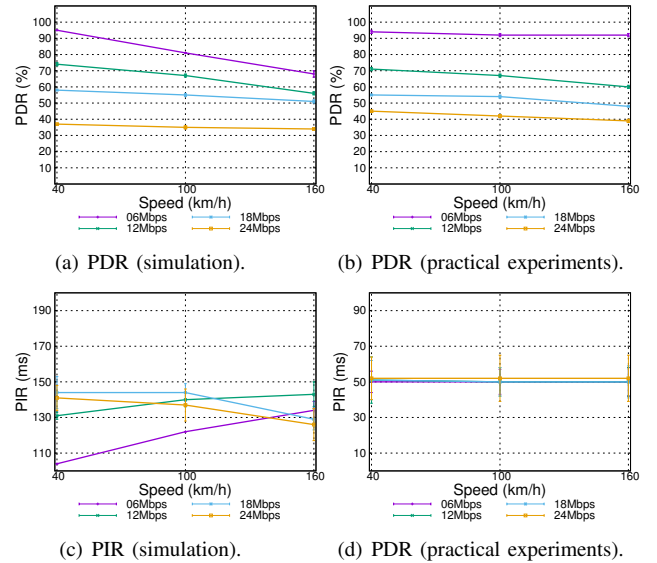 100
90
80
70
60
50
40
30
20
10
PDR (%)
40
100
160
Speed (km/h)
06Mbps
18Mbps
12Mbps
24Mbps
(a) PDR (simulation).
100
90
80
70
60
50
40
30
20
10
PDR (%)
40
100
160
Speed (km/h)
06Mbps
18Mbps
12Mbps
24Mbps
(b) PDR (practical experiments).
190
170
150
130
110
PIR (ms)
40
100
160
Speed (km/h)
06Mbps
18Mbps
12Mbps
24Mbps
(c) PIR (simulation).
90
70
50
30
10
PIR (ms)
40
100
160
Speed (km/h)
06Mbps
18Mbps
12Mbps
24Mbps
(d) PDR (practical experiments).